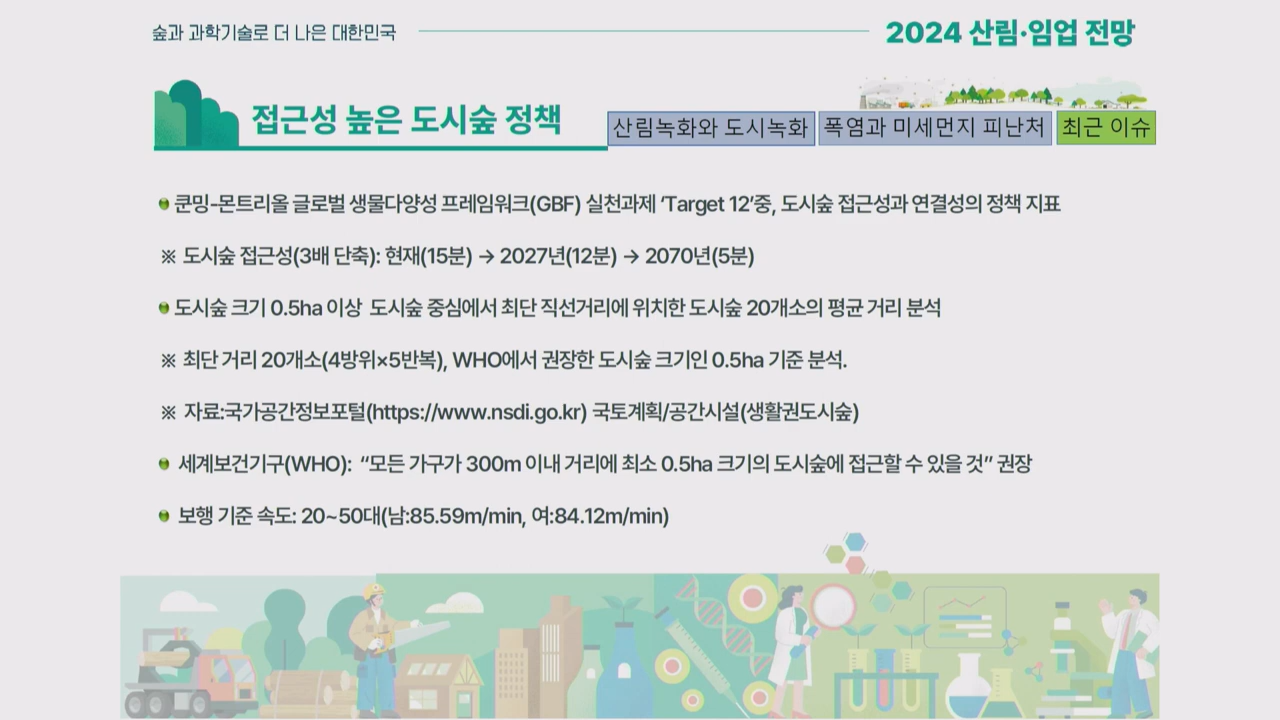 숲과 과학기술로 더 나은 대한민국
2024 산림·임업 전망
접근성 높은 도시숲 정책
산림녹화와 도시녹화
폭염과 미세먼지 피난처
최근 이슈
쿤밍-몬트리올 글로벌 생물다양성 프레임워크(GBF) 실천과제 ‘Target 12’중, 도시숲 접근성과 연결성의 정책 지표
※ 도시숲 접근성(3배 단축): 현재(15분) → 2027년(12분) → 2070년(5분)
도시숲 크기 0.5ha 이상 도시숲 중심에서 최단 직선거리에 위치한 도시숲 20개소의 평균 거리 분석
※ 최단 거리 20개소(4방위×5반복), WHO에서 권장한 도시숲 크기인 0.5ha 기준 분석.
※ 자료:국가공간정보포털(https://www.nsdi.go.kr) 국토계획/공간시설(생활권도시숲)
세계보건기구(WHO): “모든 가구가 300m 이내 거리에 최소 0.5ha 크기의 도시숲에 접근할 수 있을 것” 권장
보행 기준 속도: 20~50대(남:85.59m/min, 여:84.12m/min)